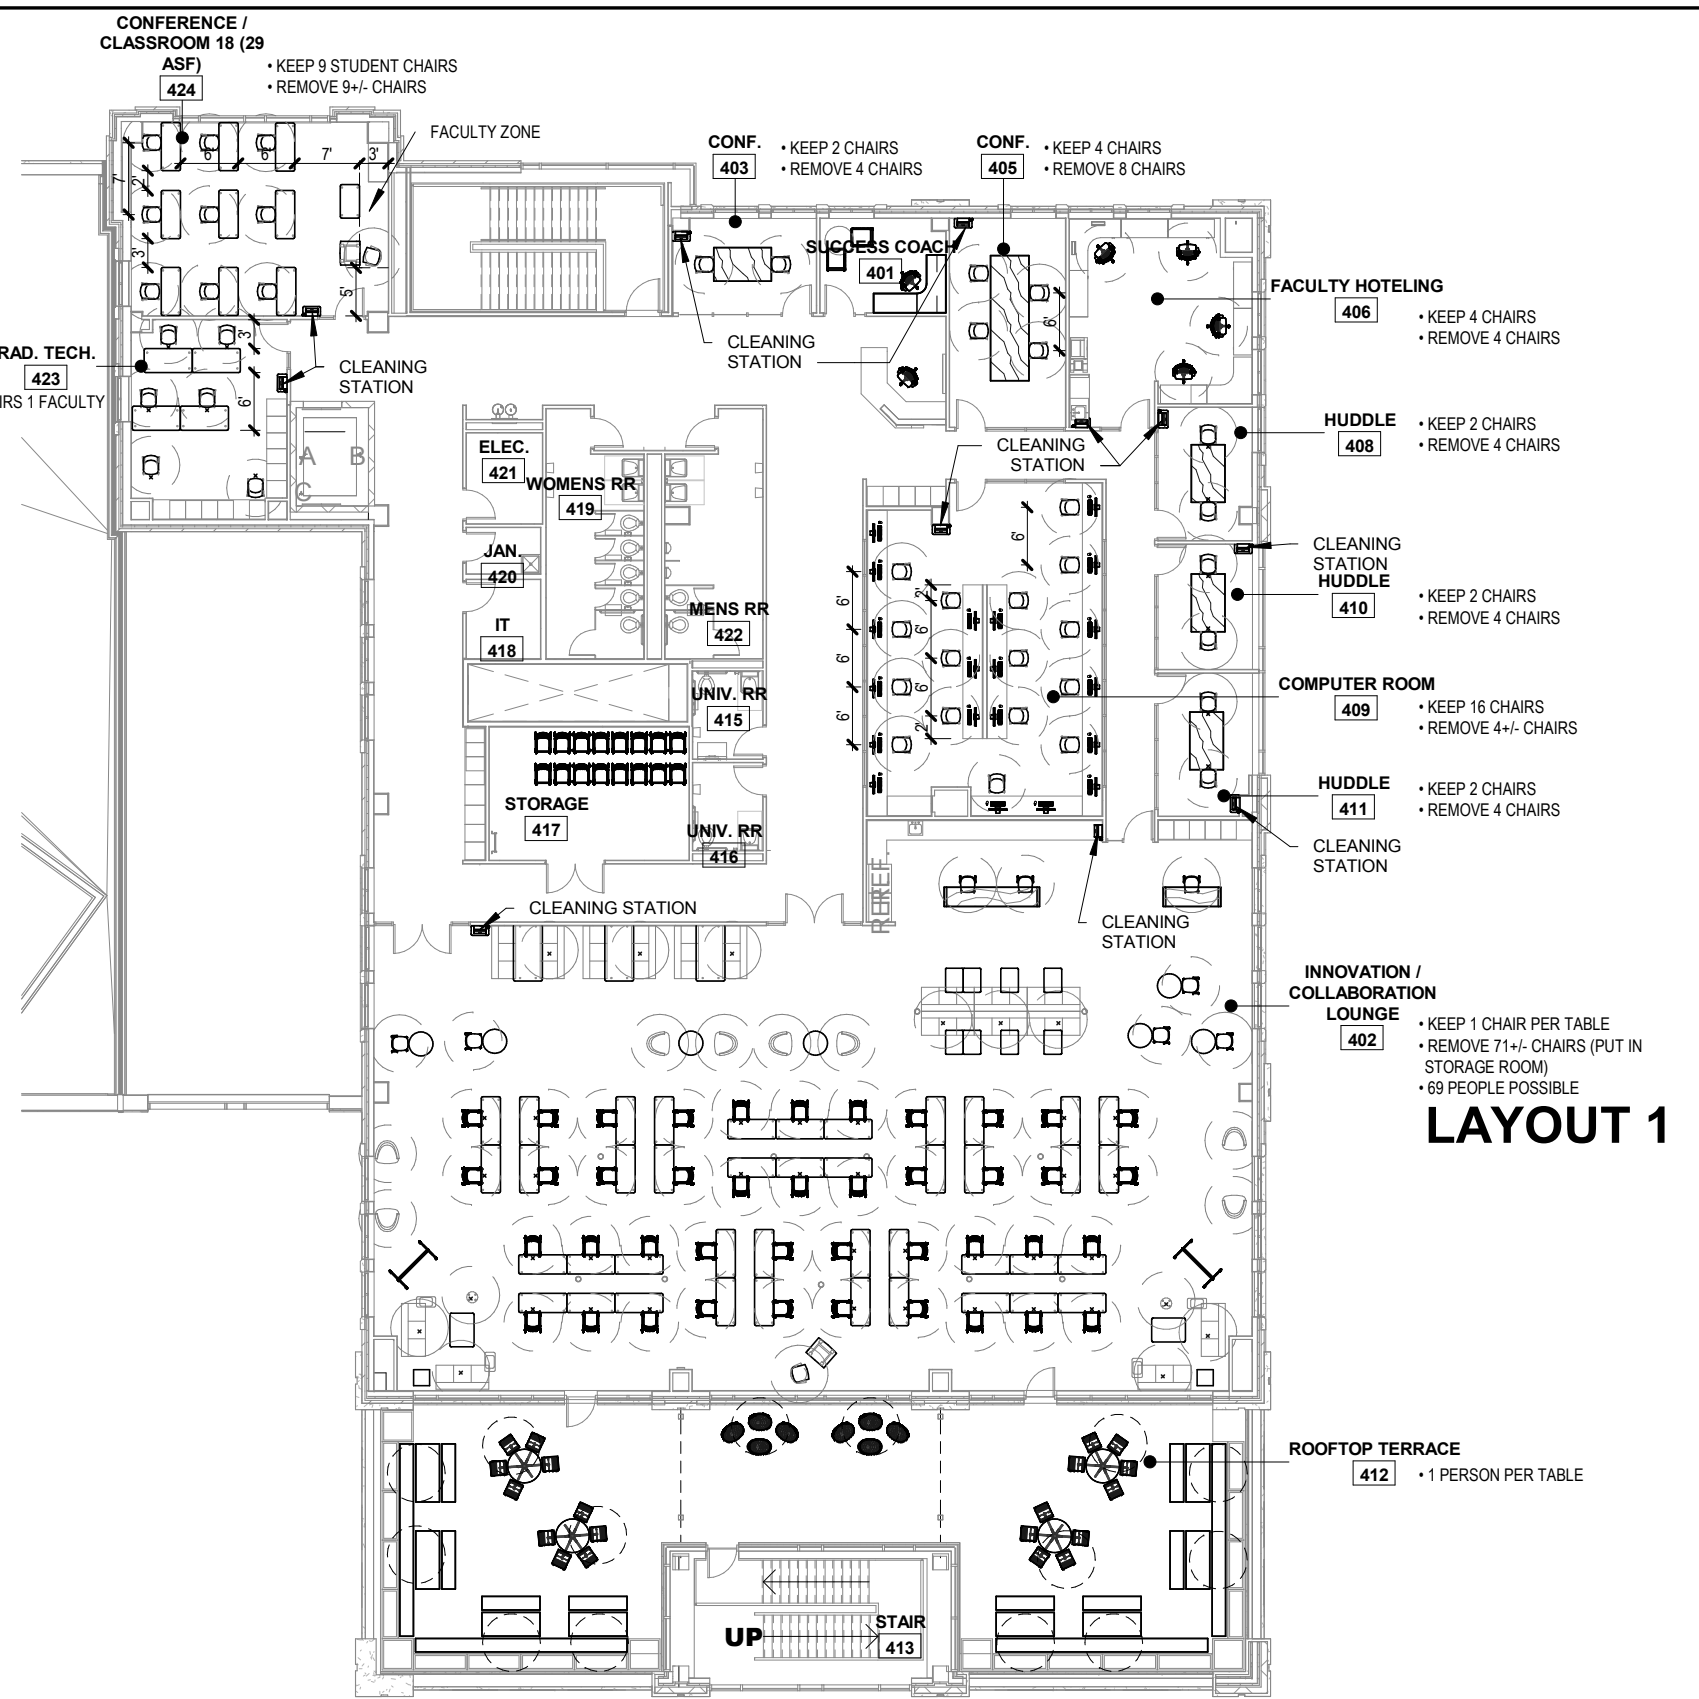 CONFERENCE /
CLASSROOM 18 (29
ASF)
424
• KEEP 9 STUDENT CHAIRS
• REMOVE 9+/- CHAIRS
FACULTY ZONE
6'
6'
7'
3'
7'
2'
3'
5'
CONF.
403
• KEEP 2 CHAIRS
• REMOVE 4 CHAIRS
CONF.
405
• KEEP 4 CHAIRS
• REMOVE 8 CHAIRS
SUCCESS COACH
401
6'
FACULTY HOTELING
406
• KEEP 4 CHAIRS
• REMOVE 4 CHAIRS
CLEANING
STATION
RAD. TECH.
423
IRS 1 FACULTY
3'
6'
CLEANING
STATION
A
B
C
HUDDLE
408
• KEEP 2 CHAIRS
• REMOVE 4 CHAIRS
CLEANING
STATION
ELEC.
421
WOMENS RR
419
JAN.
420
IT
418
MENS RR
422
CLEANING
STATION
HUDDLE
410
• KEEP 2 CHAIRS
• REMOVE 4 CHAIRS
6'
6'
6'
6'
2'
6'
6'
2'
COMPUTER ROOM
409
• KEEP 16 CHAIRS
• REMOVE 4+/- CHAIRS
UNIV. RR
415
STORAGE
417
UNIV. RR
416
HUDDLE
411
• KEEP 2 CHAIRS
• REMOVE 4 CHAIRS
CLEANING
STATION
REF
REF
CLEANING STATION
CLEANING
STATION
INNOVATION /
COLLABORATION
LOUNGE
402
• KEEP 1 CHAIR PER TABLE
• REMOVE 71+/- CHAIRS (PUT IN
STORAGE ROOM)
• 69 PEOPLE POSSIBLE
LAYOUT 1
ROOFTOP TERRACE
412
• 1 PERSON PER TABLE
UP
STAIR
413